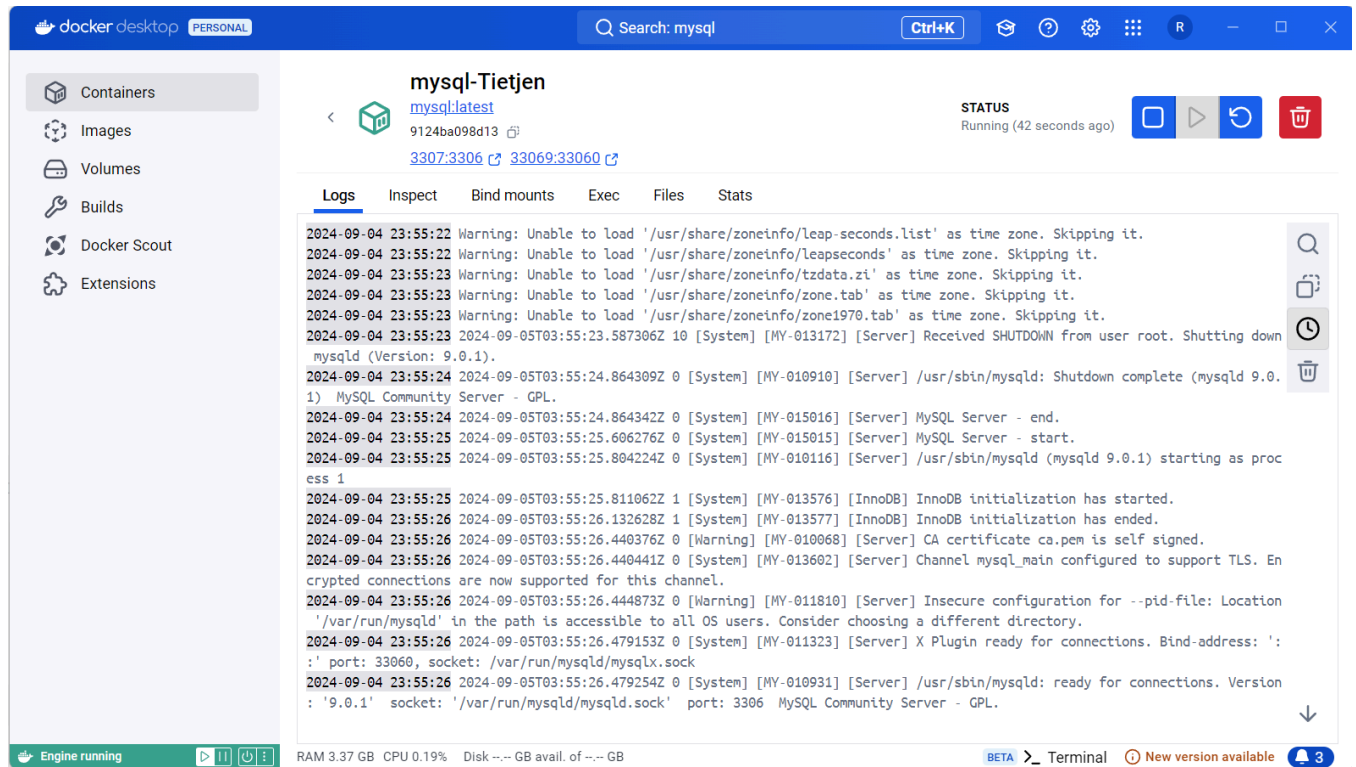 docker desktop PERSONAL
Search: mysql
Ctrl+K
R
Containers
Images
Volumes
Builds
Docker Scout
Extensions
mysql-Tietjen
mysql:latest
9124ba098d13
3307:3306 33069:33060
STATUS
Running (42 seconds ago)
Logs Inspect Bind mounts Exec Files Stats
2024-09-04 23:55:22 Warning: Unable to load '/usr/share/zoneinfo/leap-seconds.list' as time zone. Skipping it.
2024-09-04 23:55:22 Warning: Unable to load '/usr/share/zoneinfo/leapseconds' as time zone. Skipping it.
2024-09-04 23:55:23 Warning: Unable to load '/usr/share/zoneinfo/tzdata.zi' as time zone. Skipping it.
2024-09-04 23:55:23 Warning: Unable to load '/usr/share/zoneinfo/zone.tab' as time zone. Skipping it.
2024-09-04 23:55:23 Warning: Unable to load '/usr/share/zoneinfo/zone1970.tab' as time zone. Skipping it.
2024-09-04 23:55:23 2024-09-05T03:55:23.587306Z 10 [System] [MY-013172] [Server] Received SHUTDOWN from user root. Shutting down
mysqld (Version: 9.0.1).
2024-09-04 23:55:24 2024-09-05T03:55:24.864309Z 0 [System] [MY-010910] [Server] /usr/sbin/mysqld: Shutdown complete (mysqld 9.0.
1)  MySQL Community Server - GPL.
2024-09-04 23:55:24 2024-09-05T03:55:24.864342Z 0 [System] [MY-015016] [Server] MySQL Server - end.
2024-09-04 23:55:25 2024-09-05T03:55:25.606276Z 0 [System] [MY-015015] [Server] MySQL Server - start.
2024-09-04 23:55:25 2024-09-05T03:55:25.804224Z 0 [System] [MY-010116] [Server] /usr/sbin/mysqld (mysqld 9.0.1) starting as proc
ess 1
2024-09-04 23:55:25 2024-09-05T03:55:25.811062Z 1 [System] [MY-013576] [InnoDB] InnoDB initialization has started.
2024-09-04 23:55:26 2024-09-05T03:55:26.132628Z 1 [System] [MY-013577] [InnoDB] InnoDB initialization has ended.
2024-09-04 23:55:26 2024-09-05T03:55:26.440376Z 0 [Warning] [MY-010068] [Server] CA certificate ca.pem is self signed.
2024-09-04 23:55:26 2024-09-05T03:55:26.440441Z 0 [System] [MY-013602] [Server] Channel mysql_main configured to support TLS. En
crypted connections are now supported for this channel.
2024-09-04 23:55:26 2024-09-05T03:55:26.444873Z 0 [Warning] [MY-011810] [Server] Insecure configuration for --pid-file: Location
'/var/run/mysqld' in the path is accessible to all OS users. Consider choosing a different directory.
2024-09-04 23:55:26 2024-09-05T03:55:26.479153Z 0 [System] [MY-011323] [Server] X Plugin ready for connections. Bind-address: ':
:' port: 33060, socket: /var/run/mysqld/mysqlx.sock
2024-09-04 23:55:26 2024-09-05T03:55:26.479254Z 0 [System] [MY-010931] [Server] /usr/sbin/mysqld: ready for connections. Version
: '9.0.1'  socket: '/var/run/mysqld/mysqld.sock'  port: 3306  MySQL Community Server - GPL.
Engine running
RAM 3.37 GB CPU 0.19% Disk --.-- GB avail. of --.-- GB
BETA >_ Terminal
New version available
3